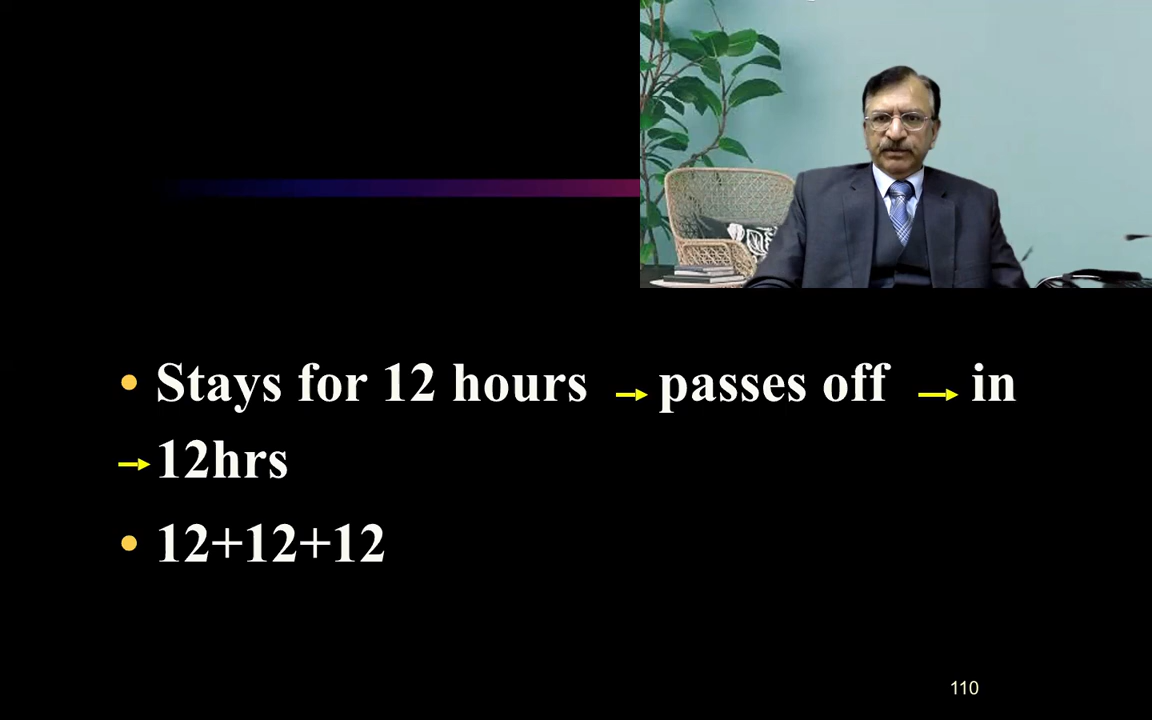 • Stays for 12 hours → passes off → in
→ 12hrs
• 12+12+12
110